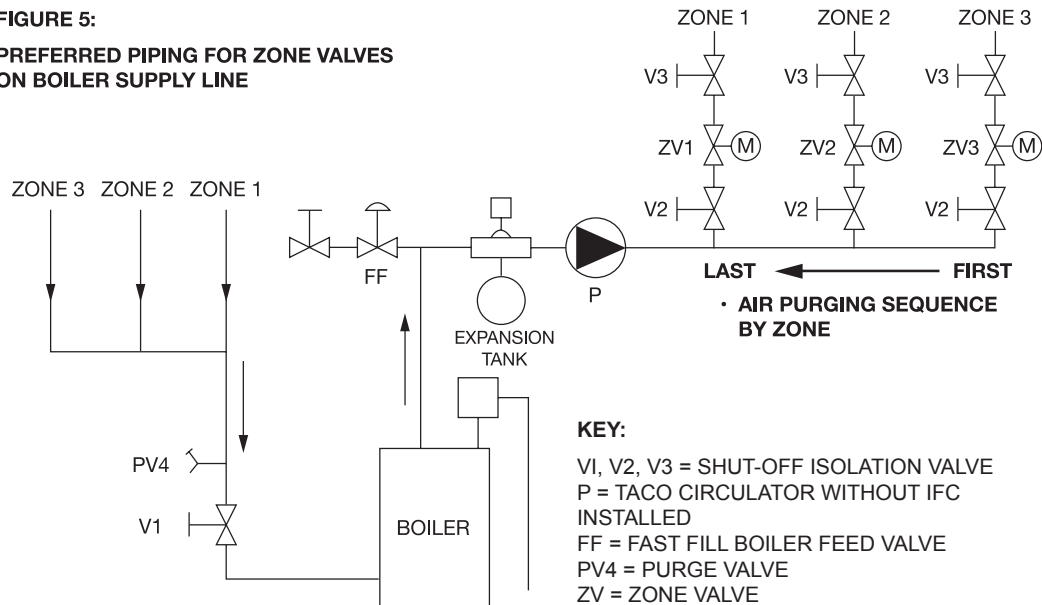 FIGURE 5:
PREFERRED PIPING FOR ZONE VALVES
ON BOILER SUPPLY LINE
ZONE 1 ZONE 2 ZONE 3
V3 V3 V3
ZV1 M ZV2 M ZV3 M
V2 V2 V2
ZONE 3 ZONE 2 ZONE 1
FF
P
EXPANSION
TANK
LAST FIRST
· AIR PURGING SEQUENCE
BY ZONE
PV4
V1
BOILER
KEY:
VI, V2, V3 = SHUT-OFF ISOLATION VALVE
P = TACO CIRCULATOR WITHOUT IFC
INSTALLED
FF = FAST FILL BOILER FEED VALVE
PV4 = PURGE VALVE
ZV = ZONE VALVE